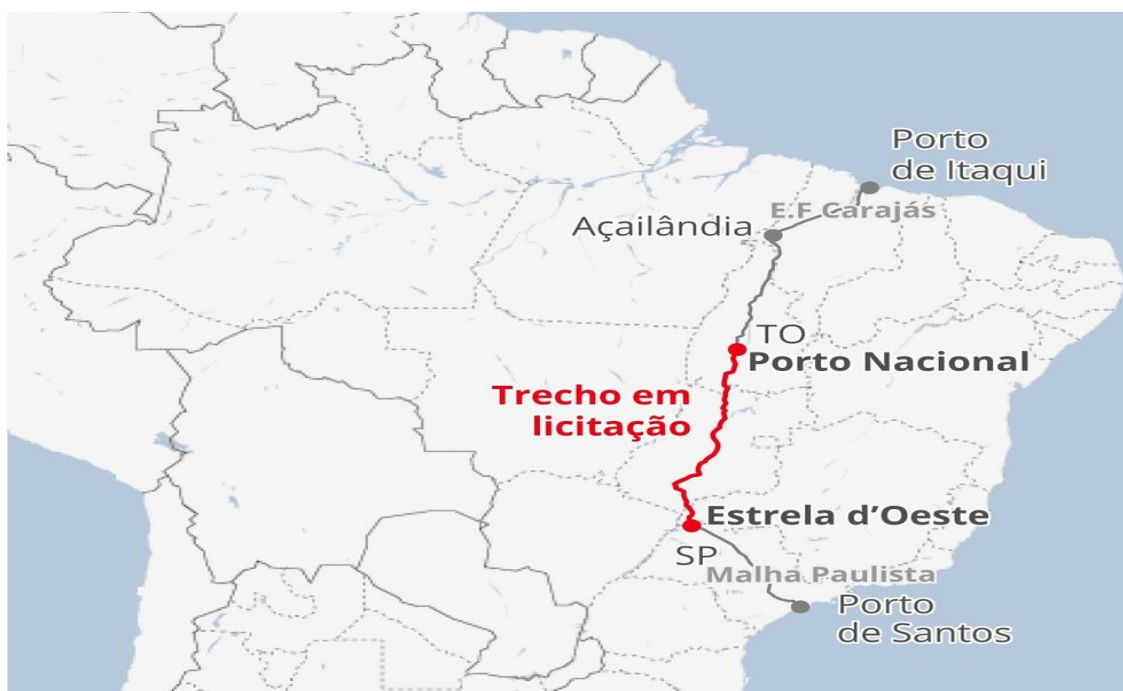 Porto
de Itaqui
E.F Carajás
Açailândia
TO
Porto Nacional
Trecho em
licitação
Estrela d’Oeste
SP
Malha Paulista
Porto
de Santos